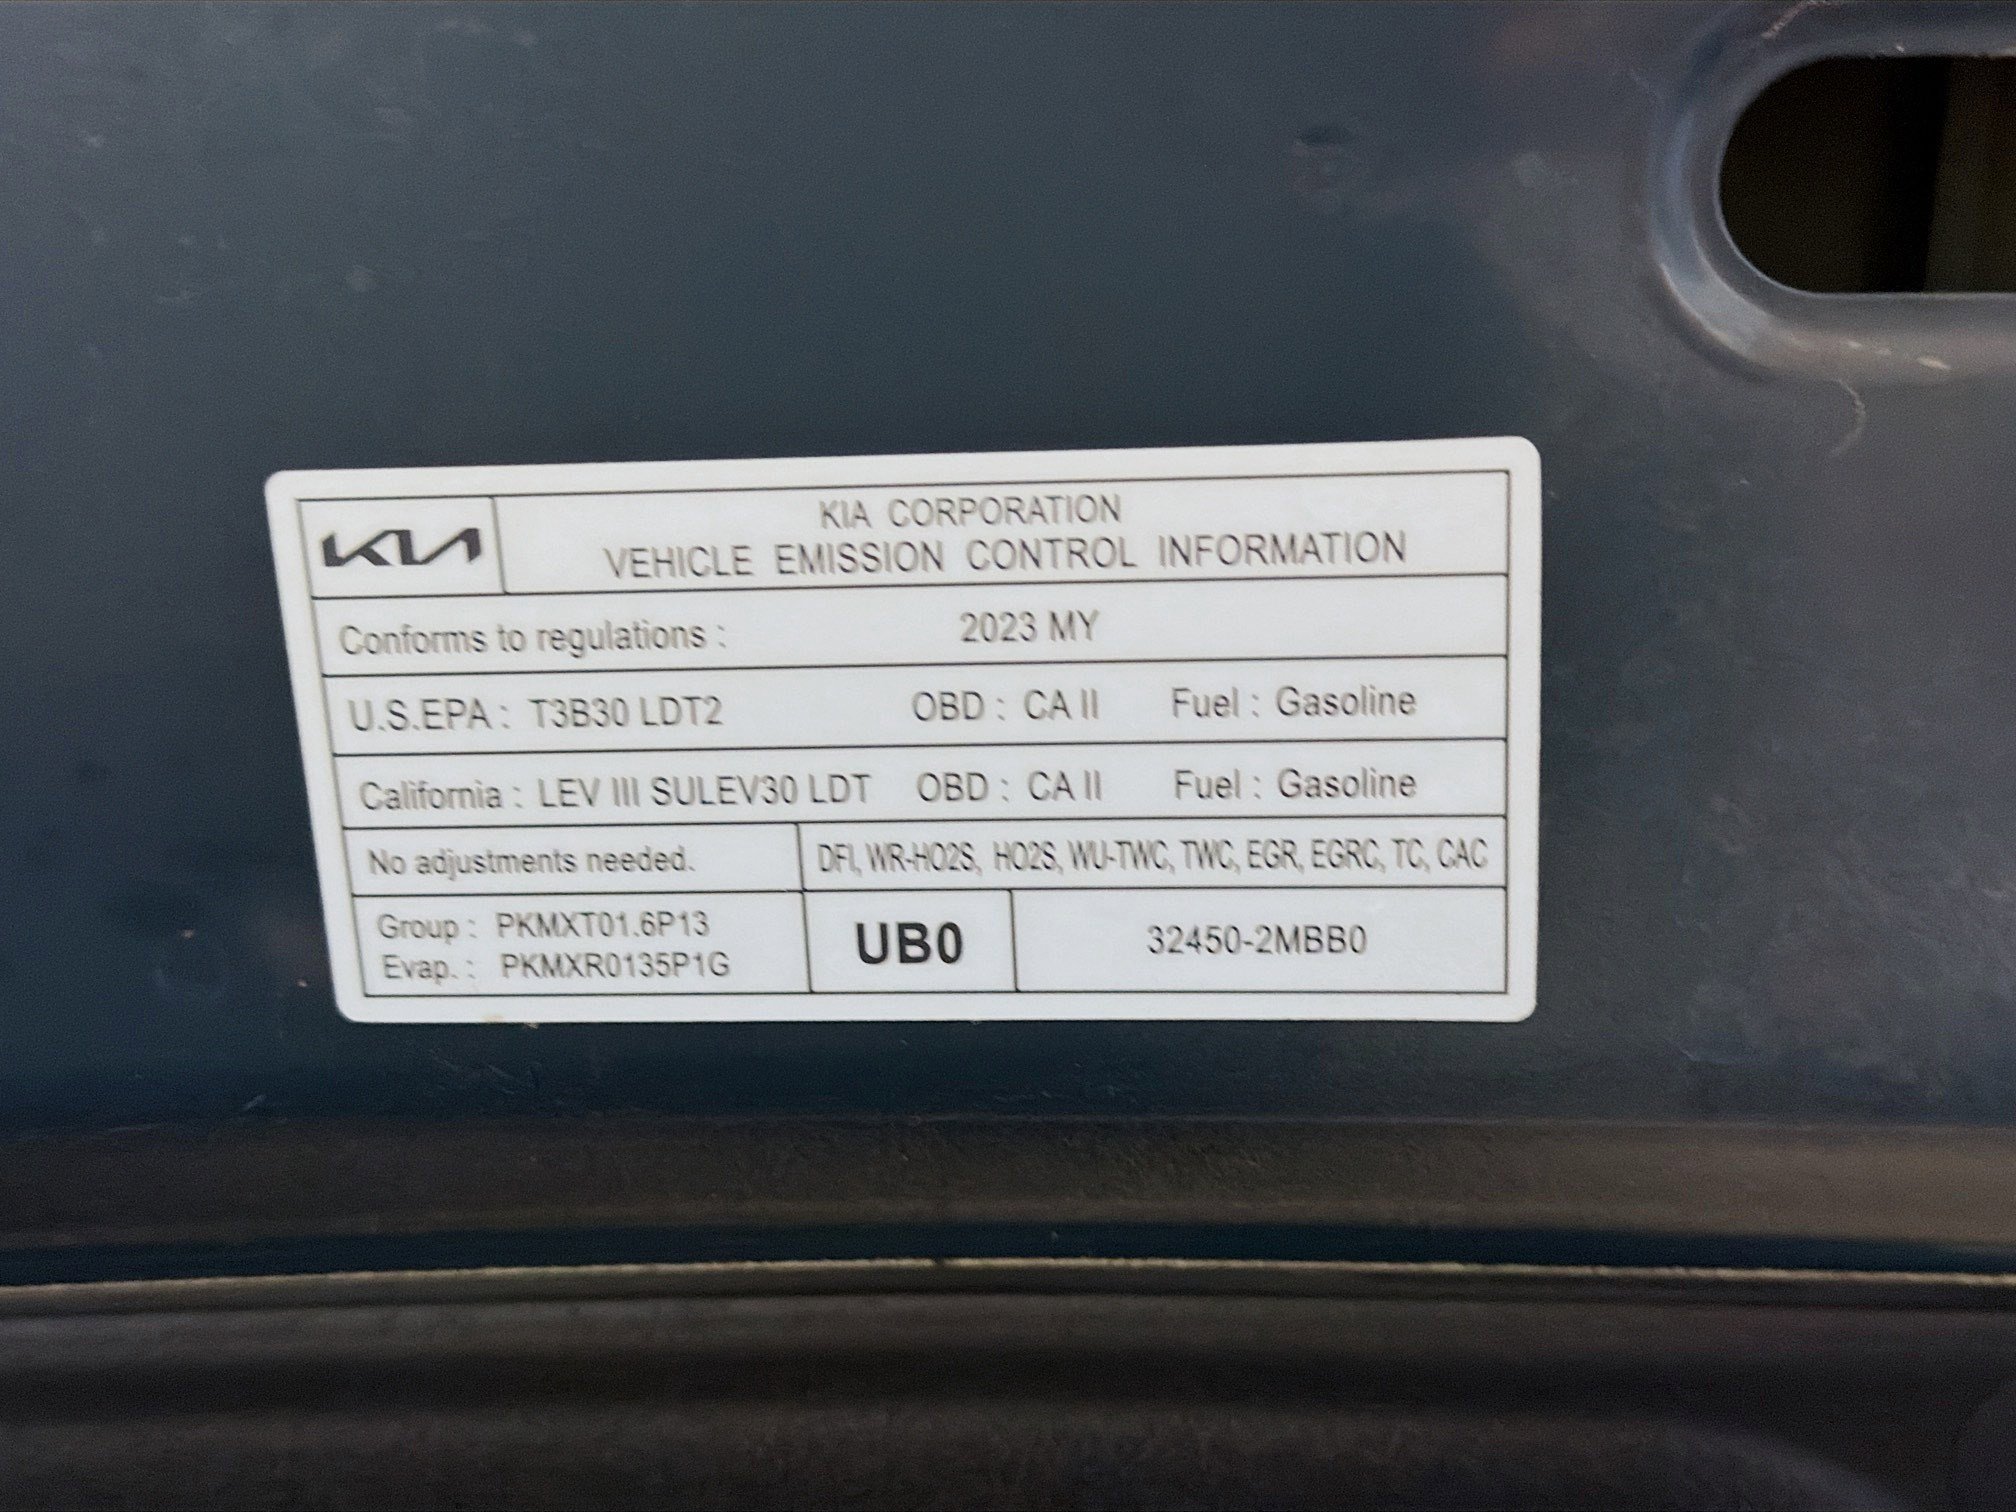 KIA
KIA CORPORATION
VEHICLE EMISSION CONTROL INFORMATION
Conforms to regulations : 2023 MY
U.S.EPA : T3B30 LDT2 OBD : CA II Fuel : Gasoline
California : LEV III SULEV30 LDT OBD : CA II Fuel : Gasoline
No adjustments needed. DFI, WR-HO2S, HO2S, WU-TWC, TWC, EGR, EGRC, TC, CAC
Group : PKMXT01.6P13
Evap. : PKMXR0135P1G
UB0
32450-2MBB0